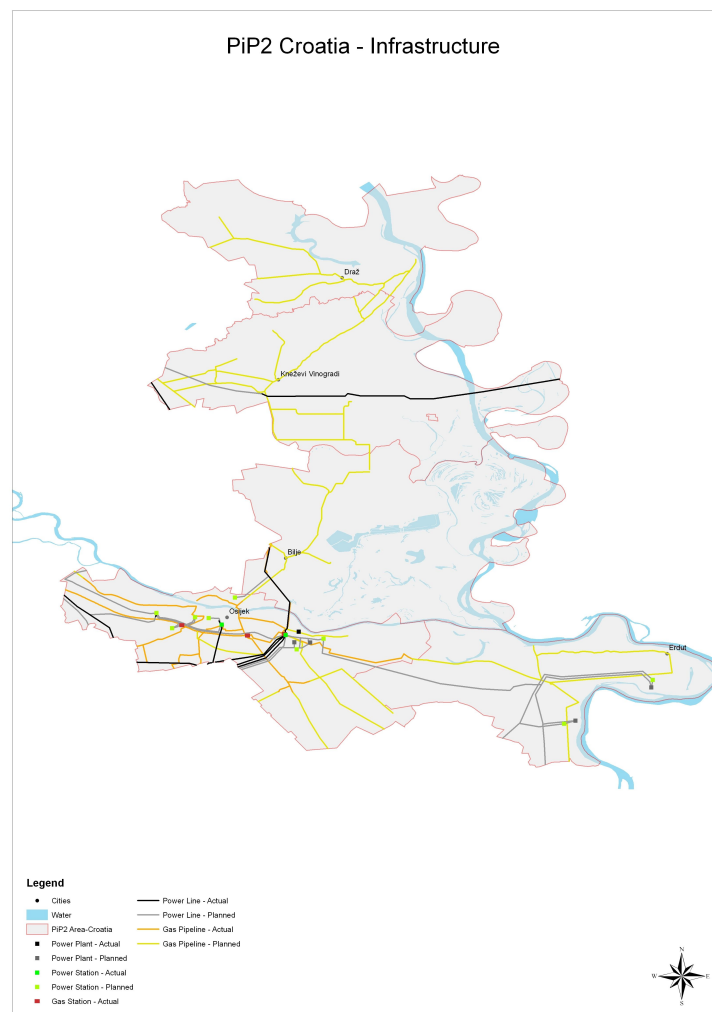 PiP2 Croatia - Infrastructure
Draž
Kneževi Vinogradi
Bilje
Osijek
Erdut
Legend
Cities
Water
PiP2 Area-Croatia
Power Plant - Actual
Power Plant - Planned
Power Station - Actual
Power Station - Planned
Gas Station - Actual
Power Line - Actual
Power Line - Planned
Gas Pipeline - Actual
Gas Pipeline - Planned
N
W
E
S